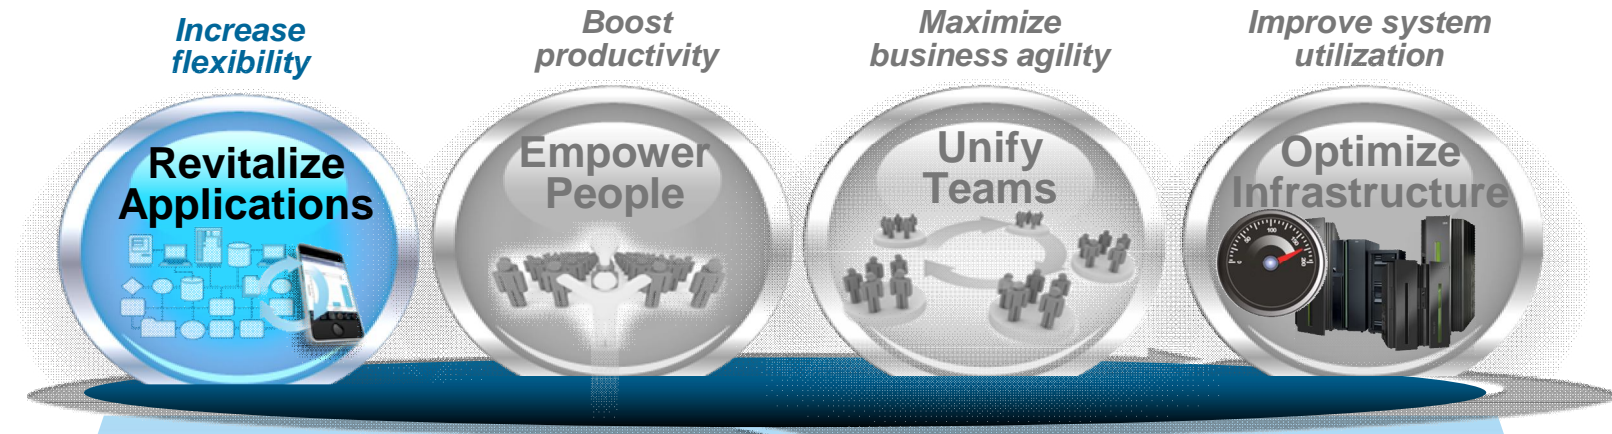 Increase
flexibility
Boost
productivity
Maximize
business agility
Improve system
utilization
Revitalize
Applications
Empower
People
Unify
Teams
Optimize
Infrastructure